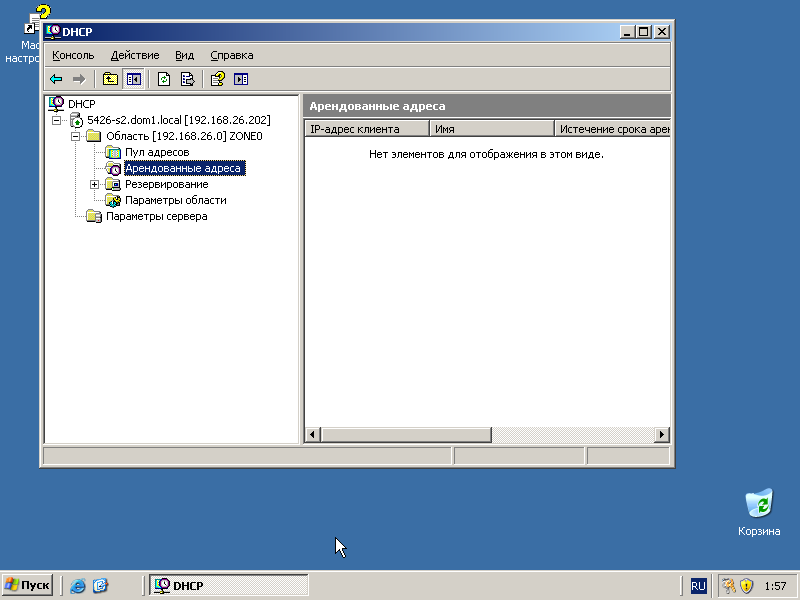 Мас
настро
DHCP
Консоль Действие Вид Справка
DHCP
5426-s2.dom1.local [192.168.26.202]
Область [192.168.26.0] ZONE0
Пул адресов
Арендованные адреса
Резервирование
Параметры области
Параметры сервера
Арендованные адреса
IP-адрес клиента Имя Истечение срока арен
Нет элементов для отображения в этом виде.
Корзина
Пуск DHCP RU 1:57